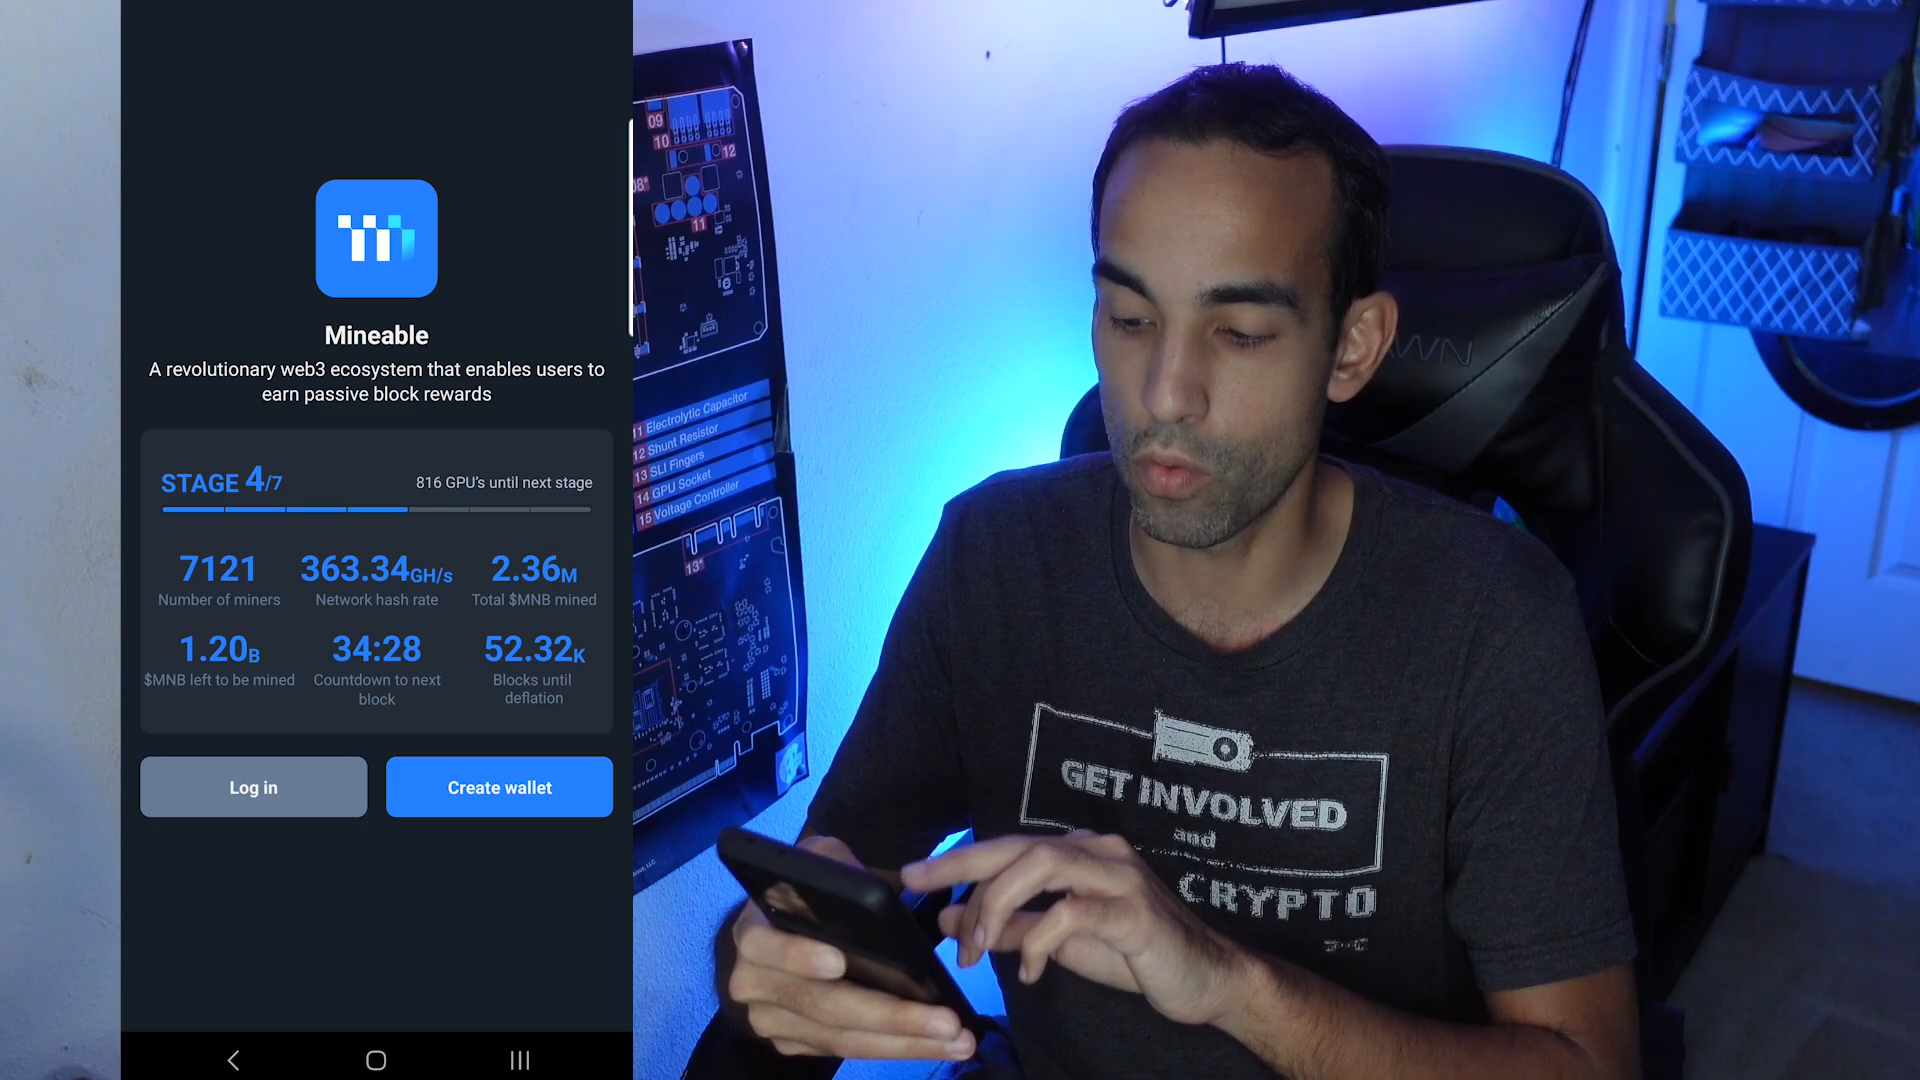 Mineable
A revolutionary web3 ecosystem that enables users to
earn passive block rewards
STAGE 4/7
816 GPU's until next stage
7121
Number of miners
363.34GH/s
Network hash rate
2.36M
Total $MNB mined
1.20B
$MNB left to be mined
34:28
Countdown to next
block
52.32K
Blocks until
deflation
Log in
Create wallet
09
10
12
08*
11
11 Electrolytic Capacitor
12 Shunt Resistor
13 SLI Fingers
14 GPU Socket
15 Voltage Controller
13*
AWN
GET INVOLVED
and
CRYPTO